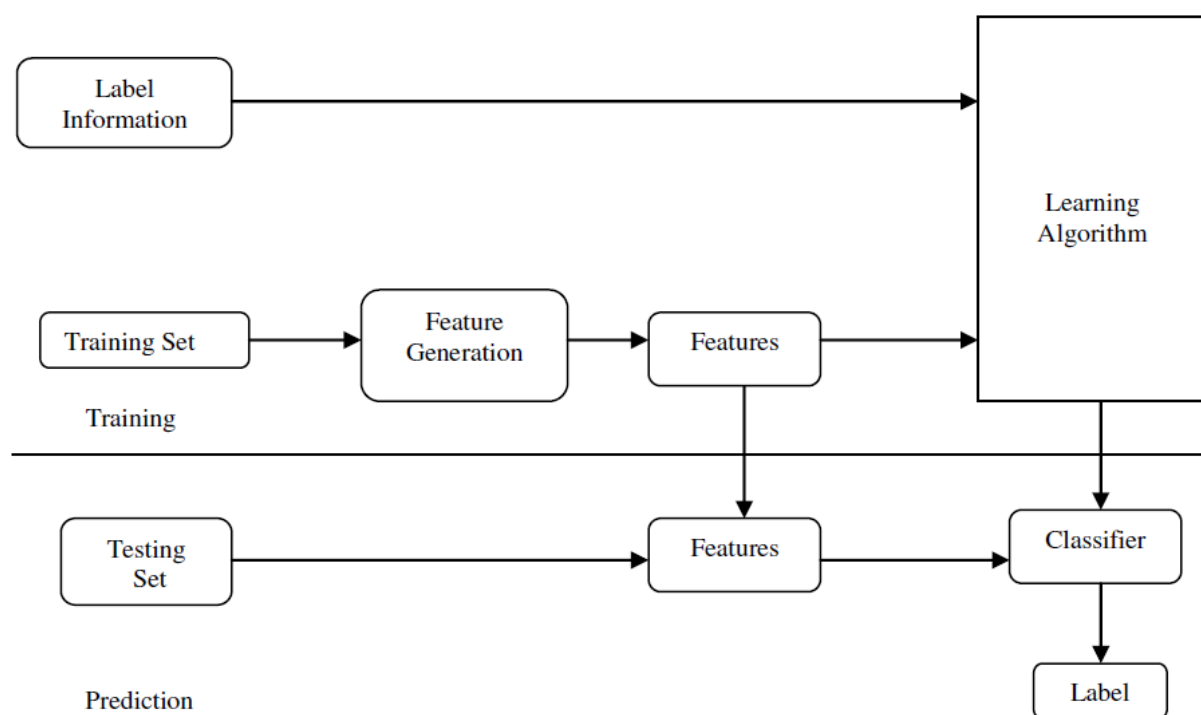 Label
Information
Learning
Algorithm
Training Set
Feature
Generation
Features
Training
Testing
Set
Features
Classifier
Prediction
Label